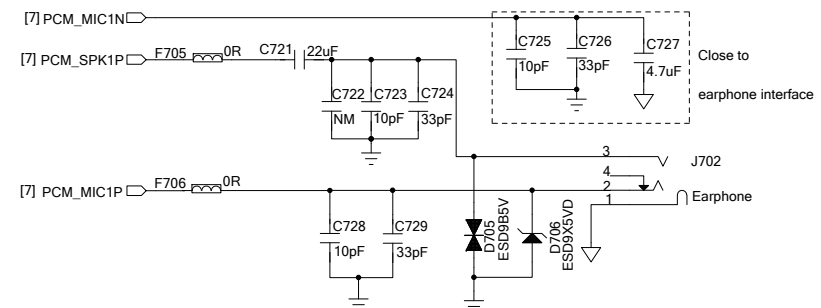 [7] PCM_MIC1N
C725
10pF
C726
33pF
C727
4.7uF
Close to
earphone interface
[7] PCM_SPK1P
F705
0R
C721
22uF
C722
NM
C723
10pF
C724
33pF
3
J702
4
2
1
Earphone
[7] PCM_MIC1P
F706
0R
C728
10pF
C729
33pF
D705
ESD9B5V
D706
ESD9X5VD